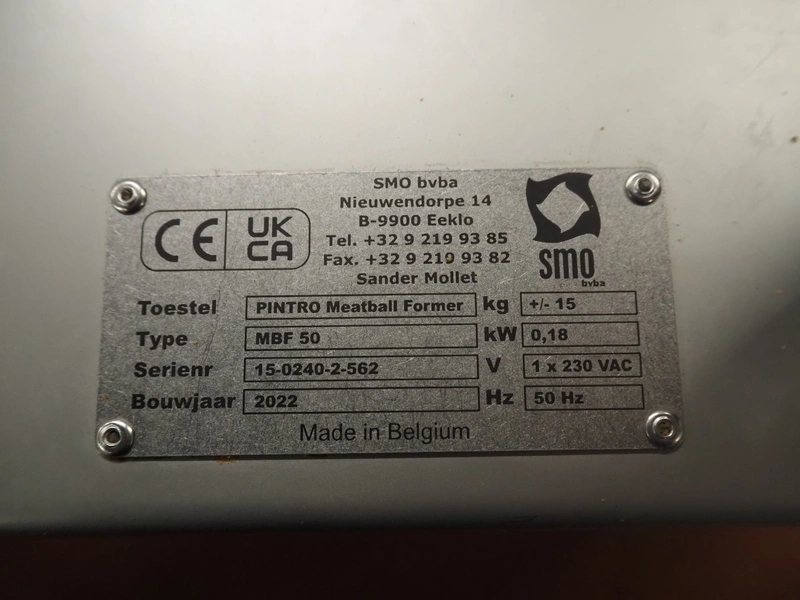 SMO bvba
Nieuwendorpe 14
B-9900 Eeklo
Tel. +32 9 219 93 85
Fax. +32 9 219 93 82
Sander Mollet
CE UK CA
SMO
bvba
Toestel PINTRO Meatball Former kg +/- 15
Type MBF 50 kW 0,18
Serienr 15-0240-2-562 V 1 x 230 VAC
Bouwjaar 2022 Hz 50 Hz
Made in Belgium